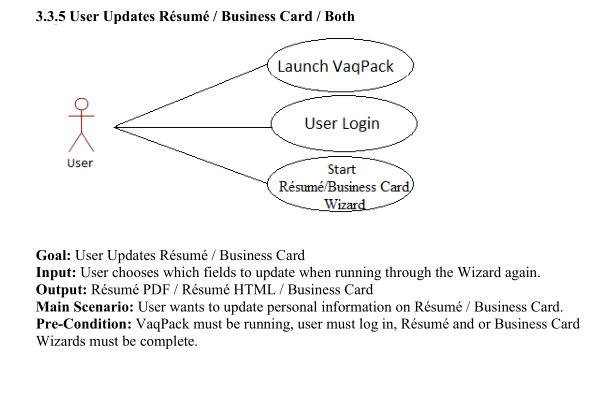 3.3.5 User Updates Résumé / Business Card / Both
Launch VaqPack
User Login
User
Start
Résumé/Business Card
Wizard
Goal: User Updates Résumé / Business Card
Input: User chooses which fields to update when running through the Wizard again.
Output: Résumé PDF / Résumé HTML / Business Card
Main Scenario: User wants to update personal information on Résumé / Business Card.
Pre-Condition: VaqPack must be running, user must log in, Résumé and or Business Card
Wizards must be complete.